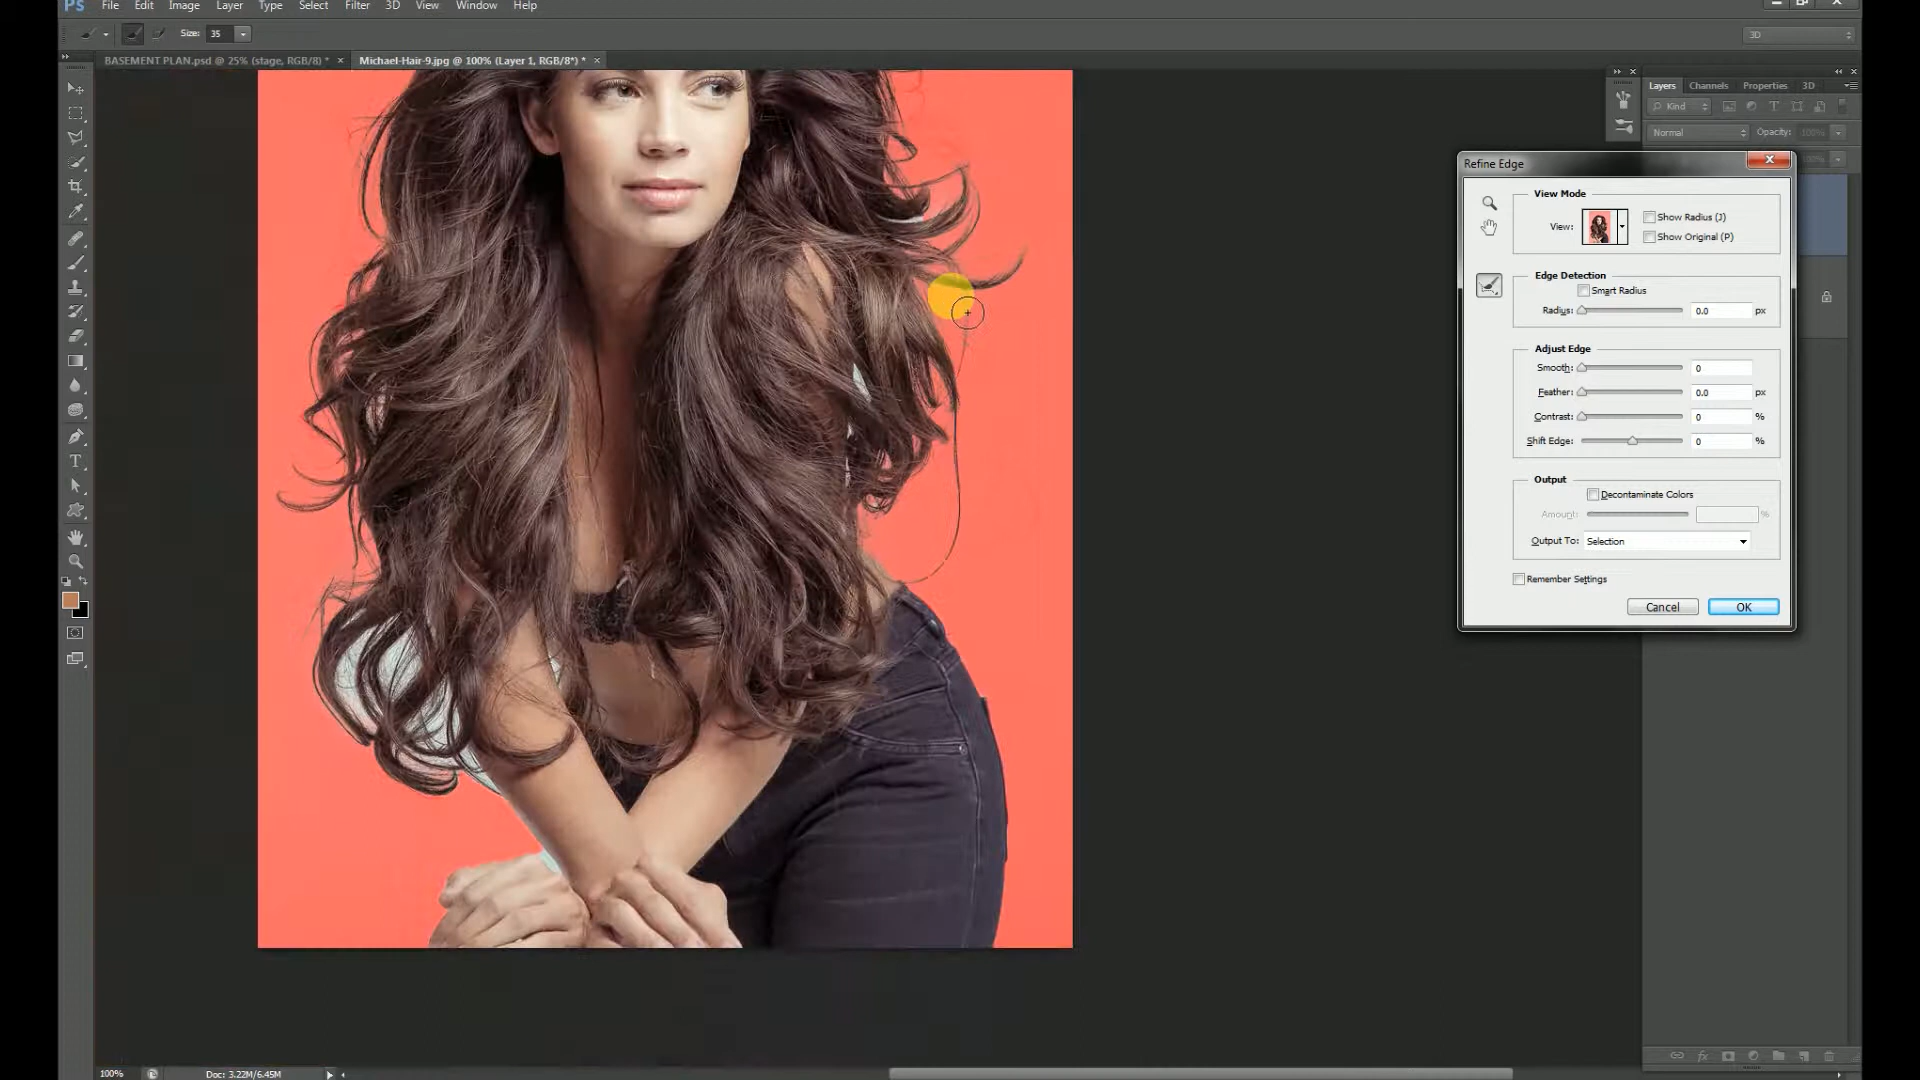 Ps File Edit Image Layer Type Select Filter 3D View Window Help
Size: 35
3D
BASEMENT PLAN.psd @ 25% (stage, RGB/8) * ×
Michael-Hair-9.jpg @ 100% (Layer 1, RGB/8*) * ×
Layers Channels Properties 3D
Kind
Normal Opacity: 100%
Refine Edge
View Mode
View:
Show Radius (J)
Show Original (P)
Edge Detection
Smart Radius
Radius: 0.0 px
Adjust Edge
Smooth: 0
Feather: 0.0 px
Contrast: 0 %
Shift Edge: 0 %
Output
Decontaminate Colors
Amount: %
Output To: Selection
Remember Settings
Cancel OK
100% Doc: 3.22M/6.45M